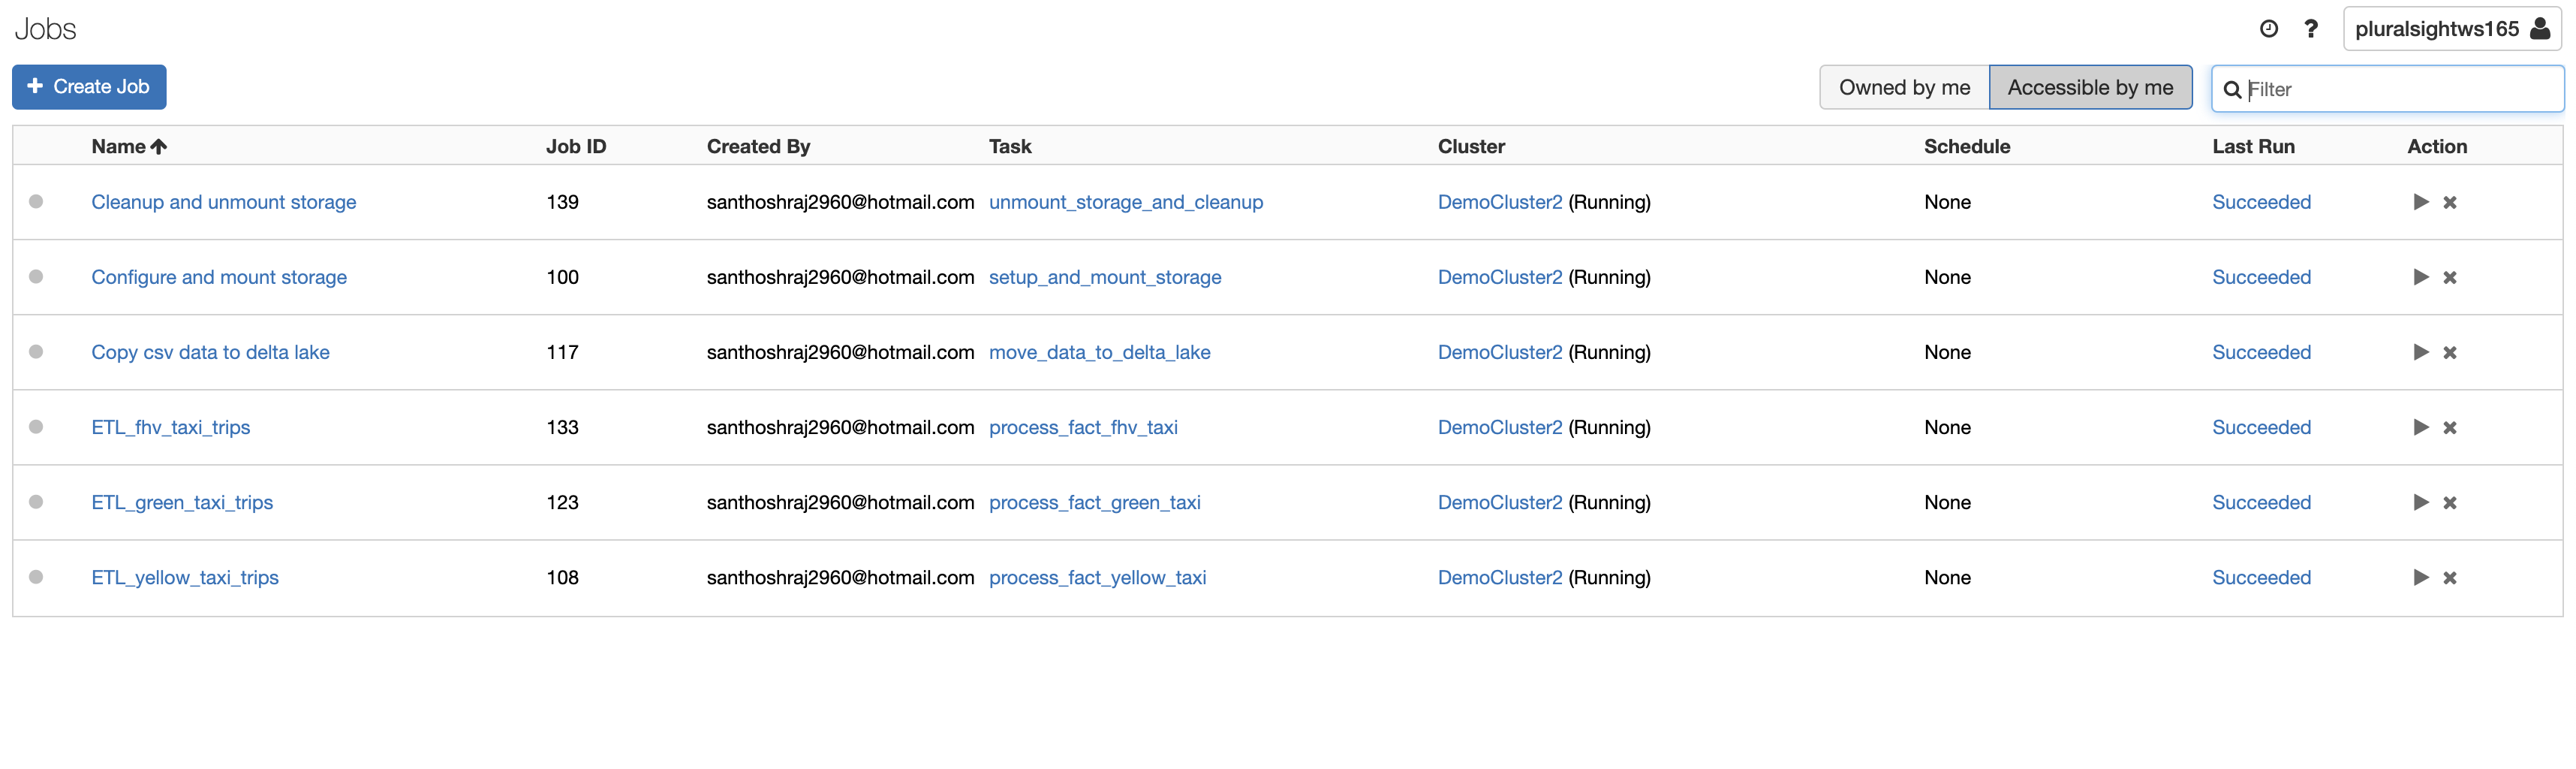 Jobs
? pluralsightws165
+ Create Job
Owned by me Accessible by me Filter
Name Job ID Created By Task Cluster Schedule Last Run Action
Cleanup and unmount storage 139 santhoshraj2960@hotmail.com unmount_storage_and_cleanup DemoCluster2 (Running) None Succeeded
Configure and mount storage 100 santhoshraj2960@hotmail.com setup_and_mount_storage DemoCluster2 (Running) None Succeeded
Copy csv data to delta lake 117 santhoshraj2960@hotmail.com move_data_to_delta_lake DemoCluster2 (Running) None Succeeded
ETL_fhv_taxi_trips 133 santhoshraj2960@hotmail.com process_fact_fhv_taxi DemoCluster2 (Running) None Succeeded
ETL_green_taxi_trips 123 santhoshraj2960@hotmail.com process_fact_green_taxi DemoCluster2 (Running) None Succeeded
ETL_yellow_taxi_trips 108 santhoshraj2960@hotmail.com process_fact_yellow_taxi DemoCluster2 (Running) None Succeeded